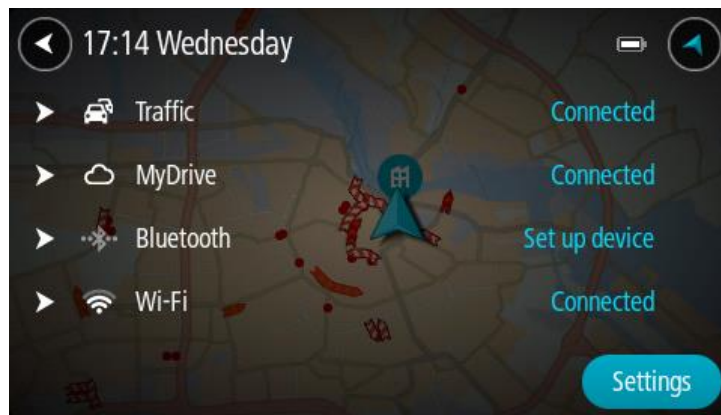 17:14 Wednesday
Traffic Connected
MyDrive Connected
Bluetooth Set up device
Wi-Fi Connected
Settings